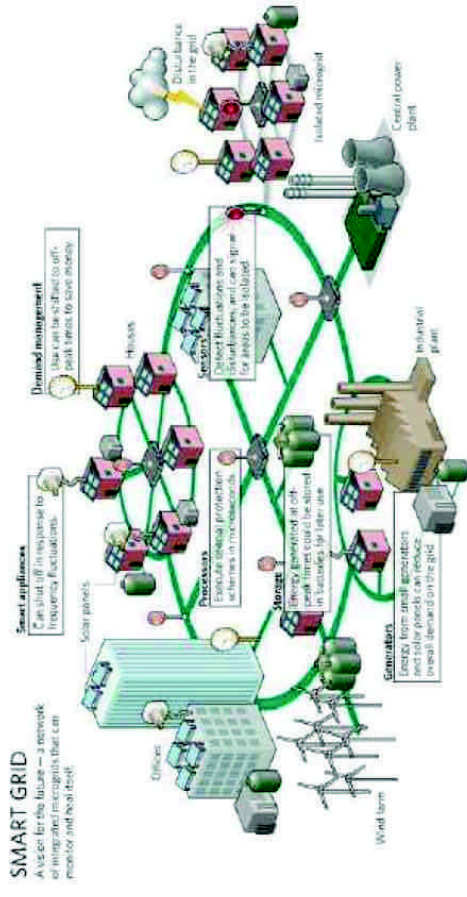 SMART GRID
A vision for the future — a network
of integrated microgrids that can
monitor and heal itself.
Smart appliances
Can shut off in response to
frequency fluctuations.
Demand management
Use can be shifted to off-
peak times to save money.
Solar panels
Houses
Offices
Processors
Execute special protection
schemes in microseconds.
Sensors
Detect fluctuations and
disturbances, and can signal
for areas to be isolated.
Disturbance
in the grid
Storage
Energy generated at off-
peak times could be stored
in batteries for later use.
Isolated microgrid
Wind farm
Generators
Energy from small generators
and solar panels can reduce
overall demand on the grid.
Industrial
plant
Central power
plant